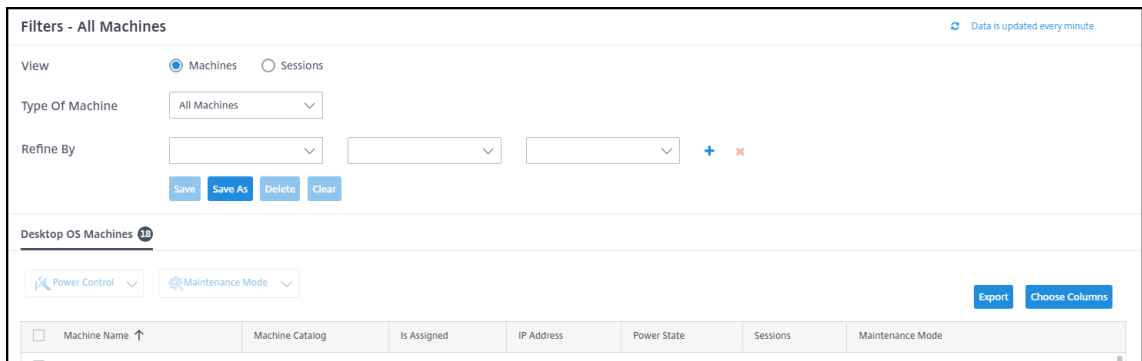 Filters - All Machines
Data is updated every minute
View
Machines
Sessions
Type Of Machine
All Machines
Refine By
Save
Save As
Delete
Clear
Desktop OS Machines 18
Power Control
Maintenance Mode
Export
Choose Columns
Machine Name
Machine Catalog
Is Assigned
IP Address
Power State
Sessions
Maintenance Mode